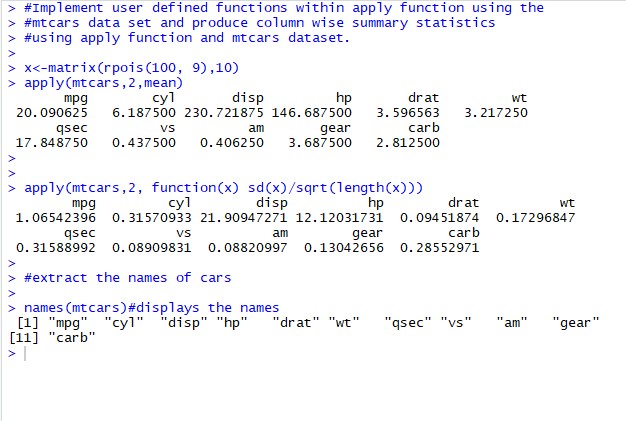 > #Implement user defined functions within apply function using the
> #mtcars data set and produce column wise summary statistics
> #using apply function and mtcars dataset.
>
> x<-matrix(rpois(100, 9),10)
> apply(mtcars,2,mean)
mpg cyl disp hp drat wt
20.090625 6.187500 230.721875 146.687500 3.596563 3.217250
qsec vs am gear carb
17.848750 0.437500 0.406250 3.687500 2.812500
>
>
> apply(mtcars,2, function(x) sd(x)/sqrt(length(x)))
mpg cyl disp hp drat wt
1.06542396 0.31570933 21.90947271 12.12031731 0.09451874 0.17296847
qsec vs am gear carb
0.31588992 0.08909831 0.08820997 0.13042656 0.28552971
>
> #extract the names of cars
>
> names(mtcars)#displays the names
[1] "mpg" "cyl" "disp" "hp" "drat" "wt" "qsec" "vs" "am" "gear"
[11] "carb"
>